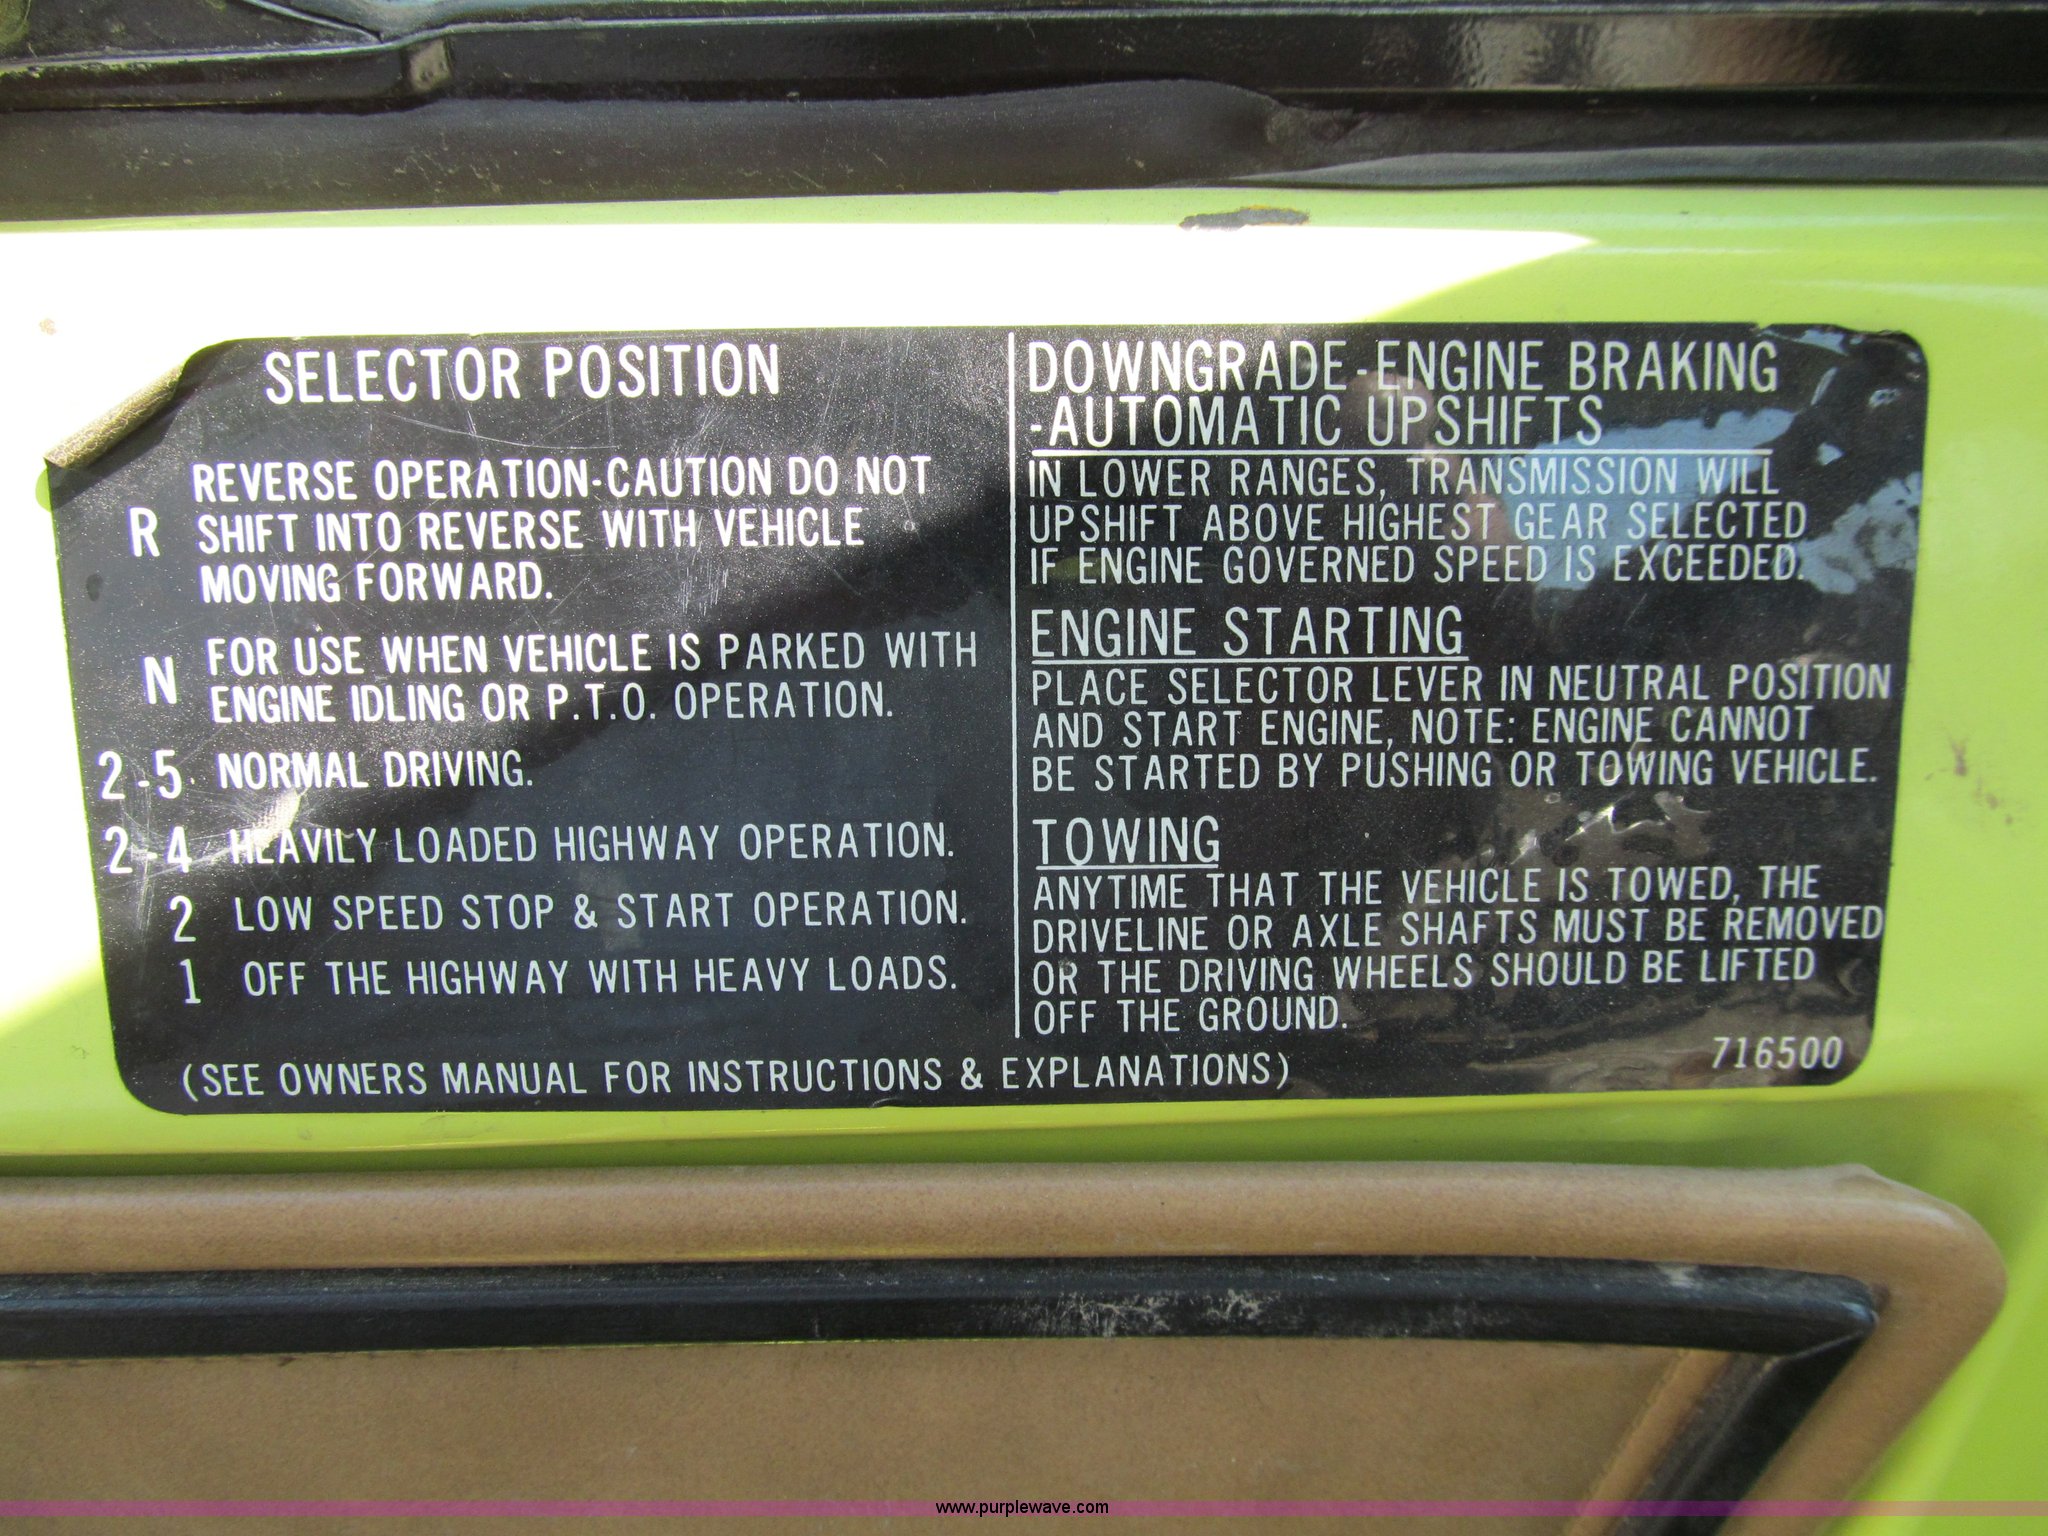 SELECTOR POSITION
R REVERSE OPERATION-CAUTION DO NOT
SHIFT INTO REVERSE WITH VEHICLE
MOVING FORWARD.
N FOR USE WHEN VEHICLE IS PARKED WITH
ENGINE IDLING OR P.T.O. OPERATION.
2-5 NORMAL DRIVING.
2-4 HEAVILY LOADED HIGHWAY OPERATION.
2 LOW SPEED STOP & START OPERATION.
1 OFF THE HIGHWAY WITH HEAVY LOADS.
DOWNGRADE-ENGINE BRAKING
-AUTOMATIC UPSHIFTS
IN LOWER RANGES, TRANSMISSION WILL
UPSHIFT ABOVE HIGHEST GEAR SELECTED
IF ENGINE GOVERNED SPEED IS EXCEEDED.
ENGINE STARTING
PLACE SELECTOR LEVER IN NEUTRAL POSITION
AND START ENGINE, NOTE: ENGINE CANNOT
BE STARTED BY PUSHING OR TOWING VEHICLE.
TOWING
ANYTIME THAT THE VEHICLE IS TOWED, THE
DRIVELINE OR AXLE SHAFTS MUST BE REMOVED
OR THE DRIVING WHEELS SHOULD BE LIFTED
OFF THE GROUND.
716500
(SEE OWNERS MANUAL FOR INSTRUCTIONS & EXPLANATIONS)
www.purplewave.com